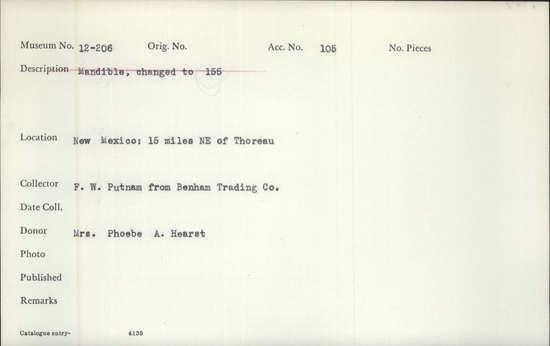 Museum No. 12-206 Orig. No. Acc. No. 105 No. Pieces
Description Mandible, changed to 155
Location New Mexico; 15 miles NE of Thoreau
Collector F. W. Putnam from Benham Trading Co.
Date Coll.
Donor Mrs. Phoebe A. Hearst
Photo
Published
Remarks
Catalogue entry- 4135